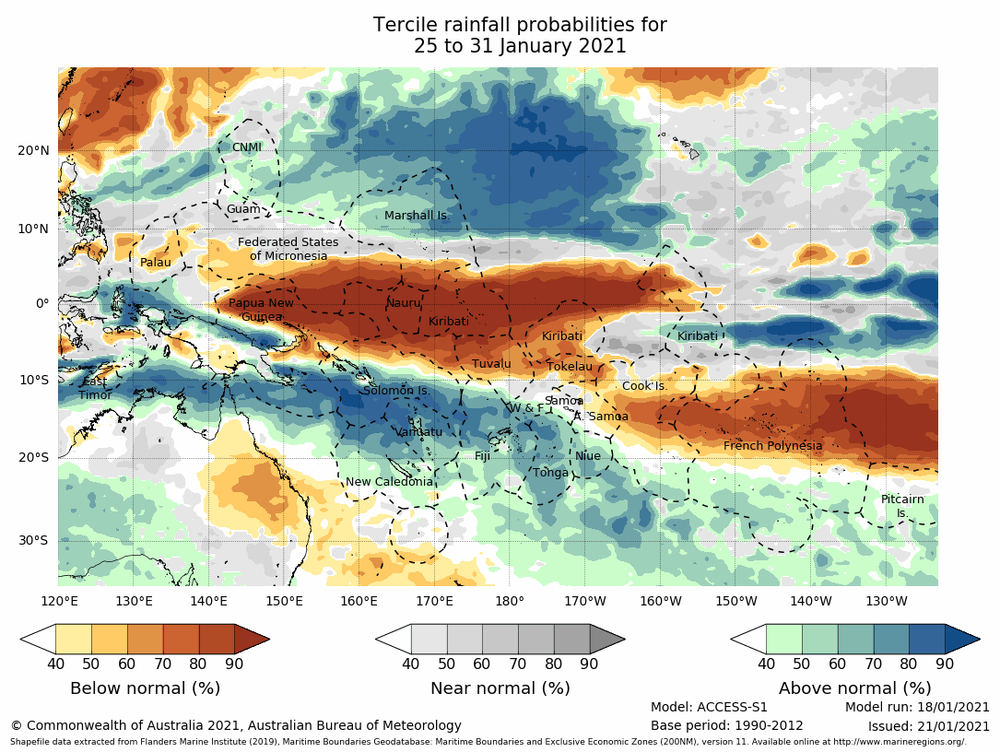 Tercile rainfall probabilities for
25 to 31 January 2021
20°N
CNMI
Guam
Marshall Is.
10°N
Federated States
of Micronesia
Palau
0°
Papua New
Guinea
Nauru
Kiribati
Kiribati
Kiribati
Tuvalu
Tokelau
10°S
East
Timor
Solomon Is.
Cook Is.
Samoa
W & F
A. Samoa
Vanuatu
French Polynesia
20°S
Fiji
Niue
Tonga
New Caledonia
Pitcairn
Is.
30°S
120°E 130°E 140°E 150°E 160°E 170°E 180° 170°W 160°W 150°W 140°W 130°W
40 50 60 70 80 90 40 50 60 70 80 90 40 50 60 70 80 90
Below normal (%) Near normal (%) Above normal (%)
Model: ACCESS-S1 Model run: 18/01/2021
© Commonwealth of Australia 2021, Australian Bureau of Meteorology Base period: 1990-2012 Issued: 21/01/2021
Shapefile data extracted from Flanders Marine Institute (2019), Maritime Boundaries Geodatabase: Maritime Boundaries and Exclusive Economic Zones (200NM), version 11. Available online at http://www.marineregions.org/.